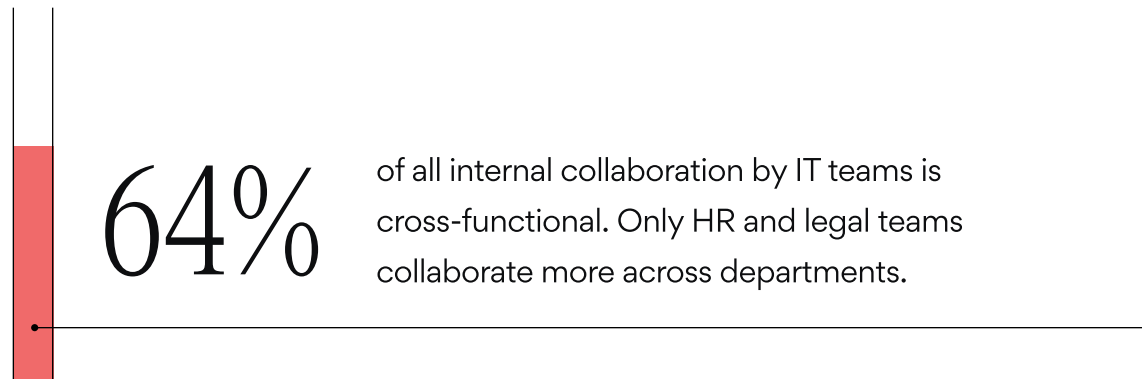 64%
of all internal collaboration by IT teams is
cross-functional. Only HR and legal teams
collaborate more across departments.